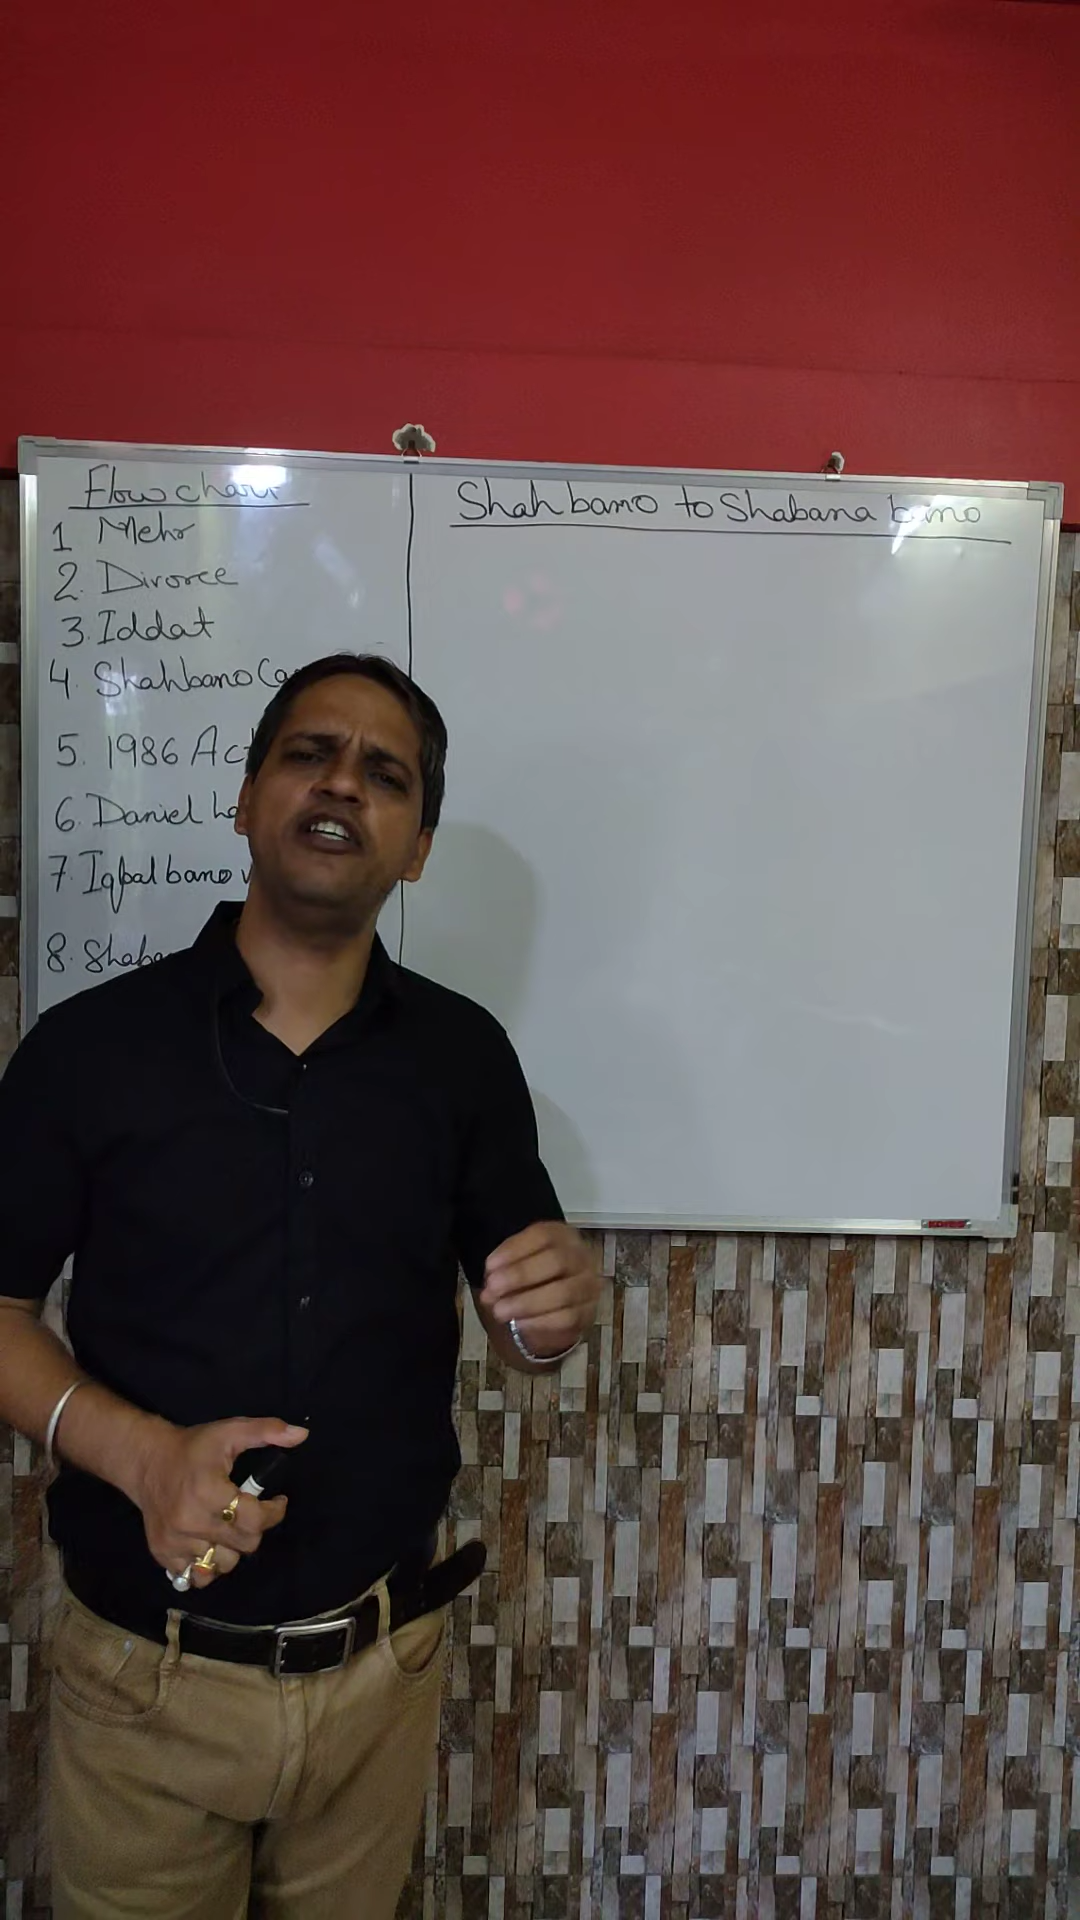 Flow chart
1 Mehr
2. Divorce
3. Iddat
4. Shahbano
5. 1986 Act
6. Daniel
7. Iqbal bano
8.
Shahbano to Shabana bano